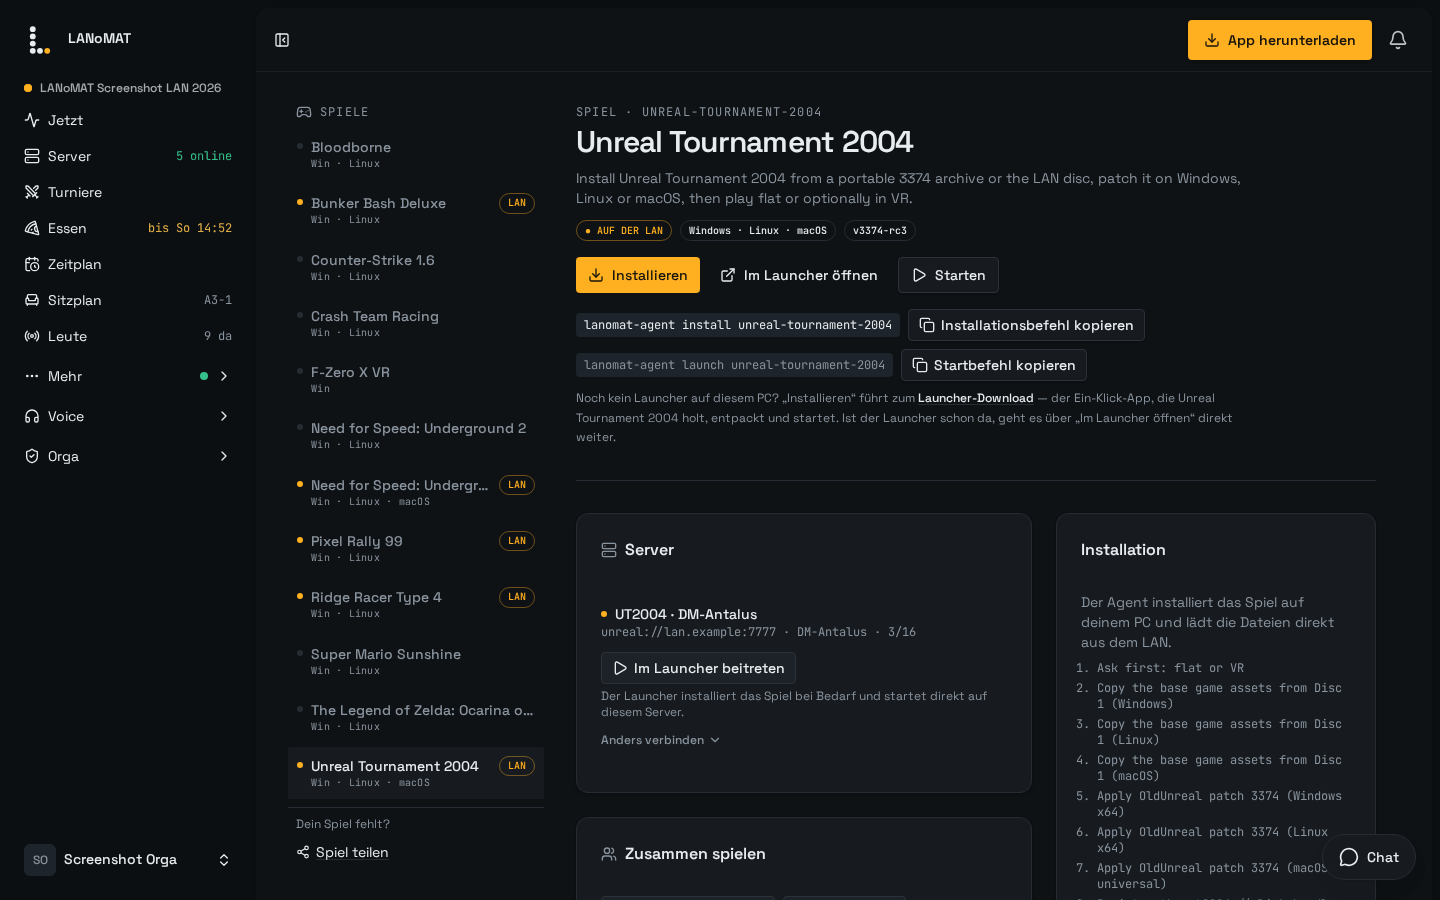 LANoMAT
LANoMAT Screenshot LAN 2026
Jetzt
Server 5 online
Turniere
Essen bis So 14:52
Zeitplan
Sitzplan A3-1
Leute 9 da
Mehr
Voice
Orga
SO Screenshot Orga
App herunterladen
SPIELE
Bloodborne
Win · Linux
Bunker Bash Deluxe LAN
Win · Linux
Counter-Strike 1.6
Win · Linux
Crash Team Racing
Win · Linux
F-Zero X VR
Win
Need for Speed: Underground 2
Win · Linux
Need for Speed: Undergr... LAN
Win · Linux · macOS
Pixel Rally 99 LAN
Win · Linux
Ridge Racer Type 4 LAN
Win · Linux
Super Mario Sunshine
Win · Linux
The Legend of Zelda: Ocarina o...
Win · Linux
Unreal Tournament 2004 LAN
Win · Linux · macOS
Dein Spiel fehlt?
Spiel teilen
SPIEL · UNREAL-TOURNAMENT-2004
Unreal Tournament 2004
Install Unreal Tournament 2004 from a portable 3374 archive or the LAN disc, patch it on Windows,
Linux or macOS, then play flat or optionally in VR.
AUF DER LAN Windows · Linux · macOS v3374-rc3
Installieren Im Launcher öffnen Starten
lanomat-agent install unreal-tournament-2004 Installationsbefehl kopieren
lanomat-agent launch unreal-tournament-2004 Startbefehl kopieren
Noch kein Launcher auf diesem PC? „Installieren“ führt zum Launcher-Download — der Ein-Klick-App, die Unreal
Tournament 2004 holt, entpackt und startet. Ist der Launcher schon da, geht es über „Im Launcher öffnen“ direkt
weiter.
Server
UT2004 · DM-Antalus
unreal://lan.example:7777 · DM-Antalus · 3/16
Im Launcher beitreten
Der Launcher installiert das Spiel bei Bedarf und startet direkt auf
diesem Server.
Anders verbinden
Zusammen spielen
Installation
Der Agent installiert das Spiel auf
deinem PC und lädt die Dateien direkt
aus dem LAN.
1. Ask first: flat or VR
2. Copy the base game assets from Disc
1 (Windows)
3. Copy the base game assets from Disc
1 (Linux)
4. Copy the base game assets from Disc
1 (macOS)
5. Apply OldUnreal patch 3374 (Windows
x64)
6. Apply OldUnreal patch 3374 (Linux
x64)
7. Apply OldUnreal patch 3374 (macOS
universal)
Chat